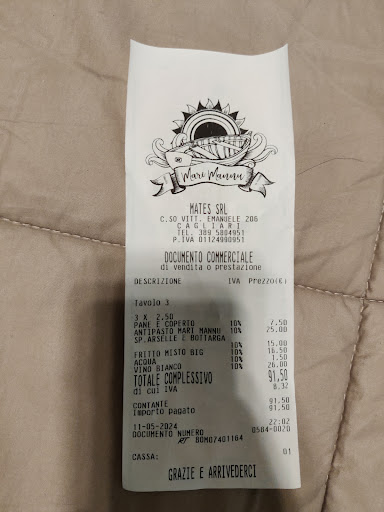 Mari Mannu
MATES SRL
C.SO VITT. EMANUELE 206
CAGLIARI
TEL. 389 5804951
P.IVA 01124990951
DOCUMENTO COMMERCIALE
di vendita o prestazione
DESCRIZIONE IVA Prezzo(€)
Tavolo 3
3 X 2.50
PANE E COPERTO 10% 7,50
ANTIPASTO MARI MANNU 10% 25,00
SP.ARSELLE E BOTTARGA
10% 15,00
FRITTO MISTO BIG 10% 16,50
ACQUA 10% 1,50
VINO BIANCO 10% 26,00
TOTALE COMPLESSIVO 91,50
di cui IVA 8,32
CONTANTE 91,50
Importo pagato 91,50
11-05-2024 22:02
DOCUMENTO NUMERO 0584-0020
RT 80M07401164
CASSA: 01
GRAZIE E ARRIVEDERCI